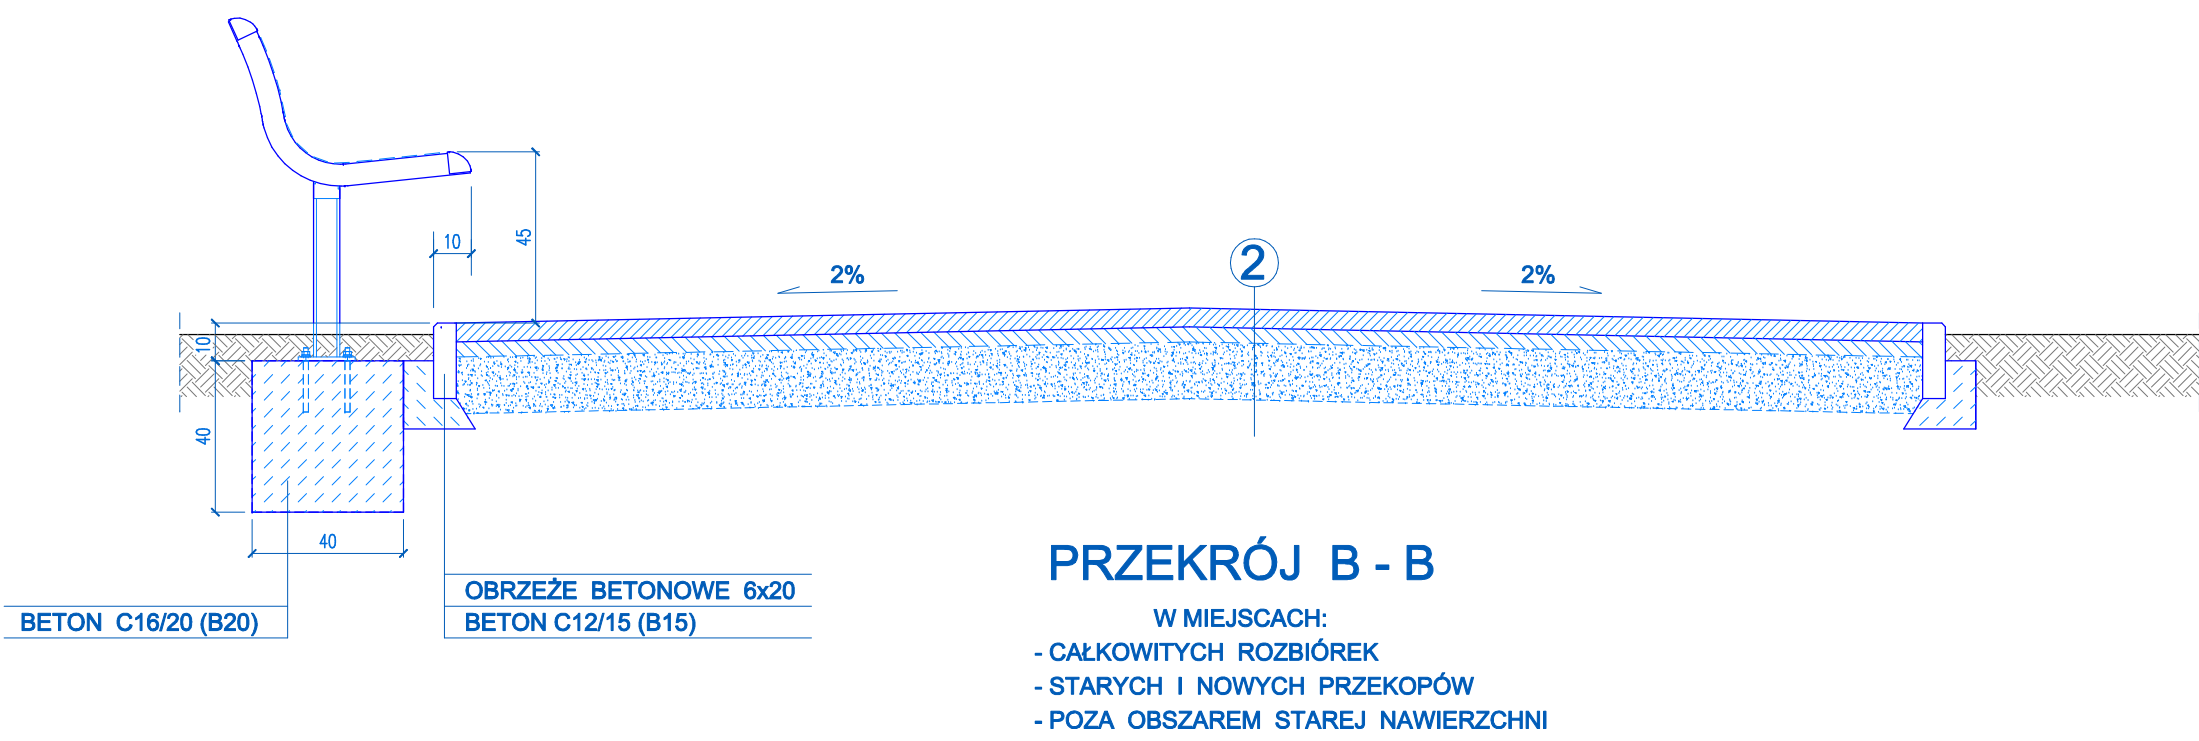 10
45
2%
2
2%
10
40
40
OBRZEŻE BETONOWE 6x20
BETON C16/20 (B20)
BETON C12/15 (B15)
PRZEKRÓJ B - B
W MIEJSCACH:
- CAŁKOWITYCH ROZBIÓREK
- STARYCH I NOWYCH PRZEKOPÓW
- POZA OBSZAREM STAREJ NAWIERZCHNI